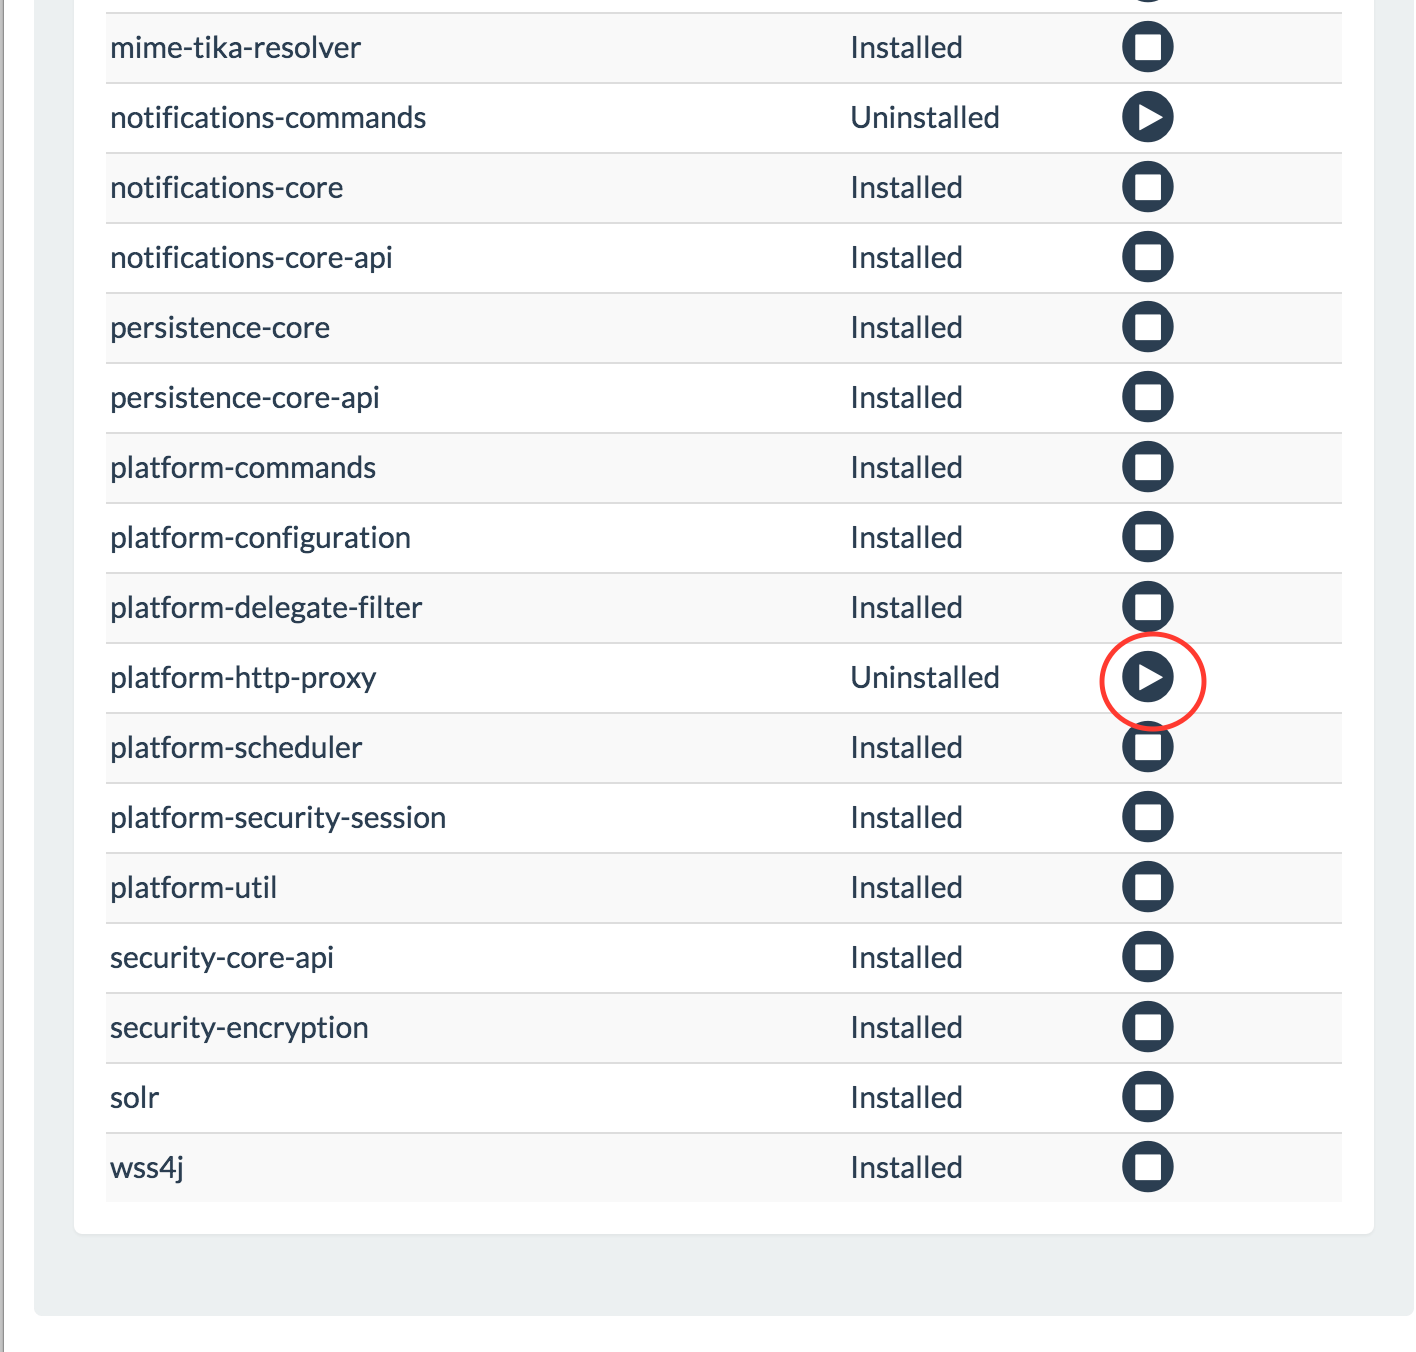 mime-tika-resolver Installed
notifications-commands Uninstalled
notifications-core Installed
notifications-core-api Installed
persistence-core Installed
persistence-core-api Installed
platform-commands Installed
platform-configuration Installed
platform-delegate-filter Installed
platform-http-proxy Uninstalled
platform-scheduler Installed
platform-security-session Installed
platform-util Installed
security-core-api Installed
security-encryption Installed
solr Installed
wss4j Installed